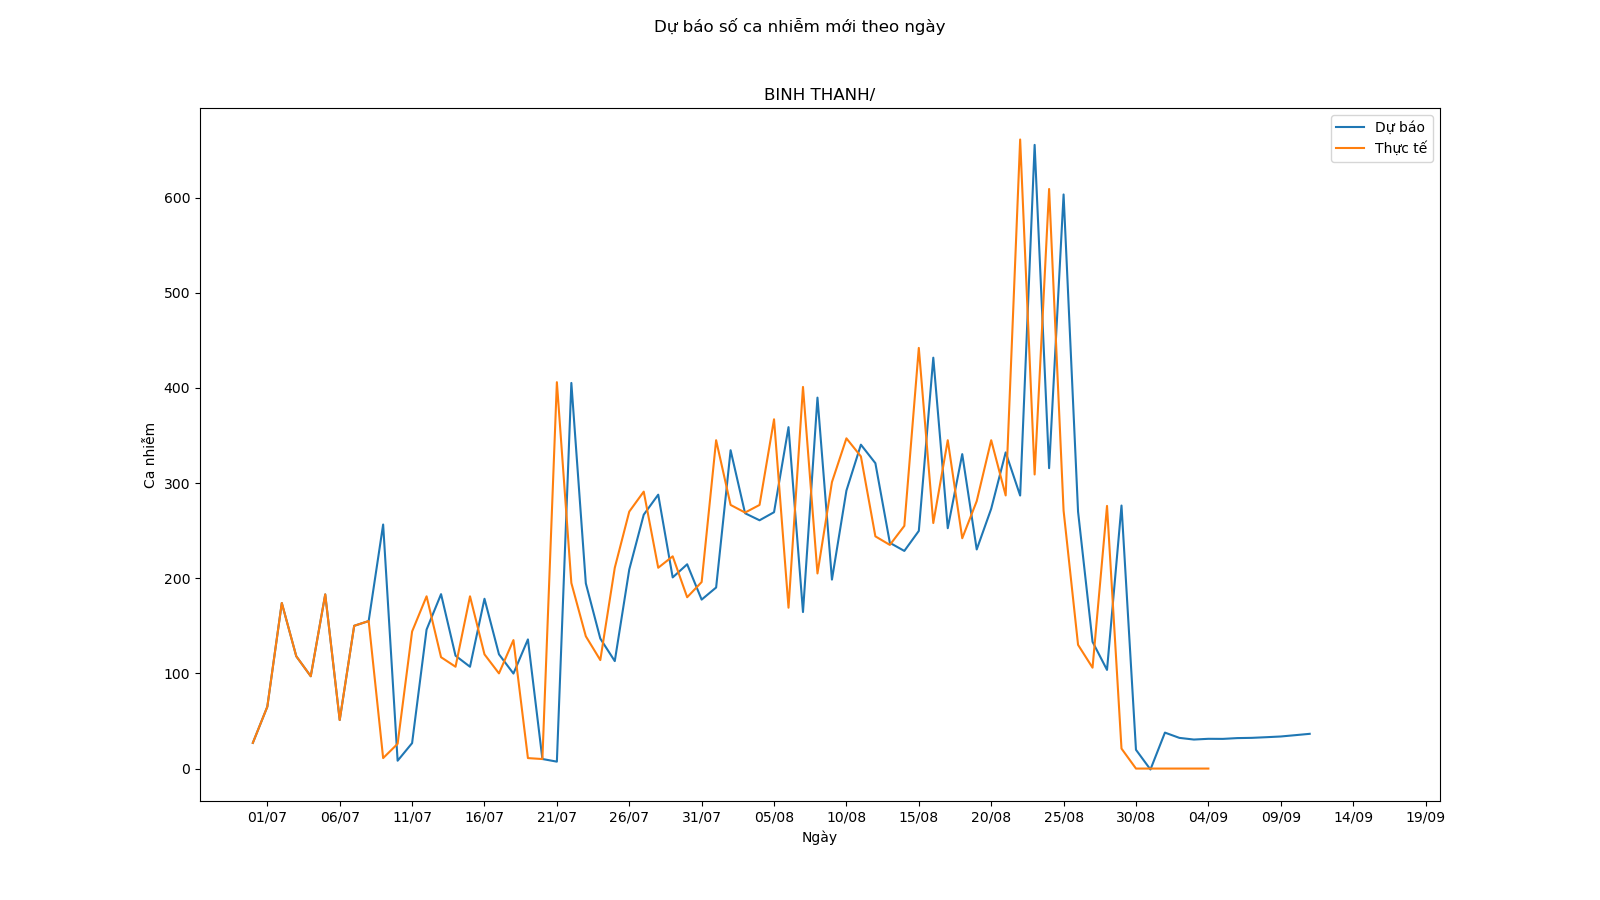 Dự báo số ca nhiễm mới theo ngày
BINH THANH/
Dự báo
Thực tế
600
500
400
300
200
100
0
Ca nhiễm
01/07 06/07 11/07 16/07 21/07 26/07 31/07 05/08 10/08 15/08 20/08 25/08 30/08 04/09 09/09 14/09 19/09
Ngày